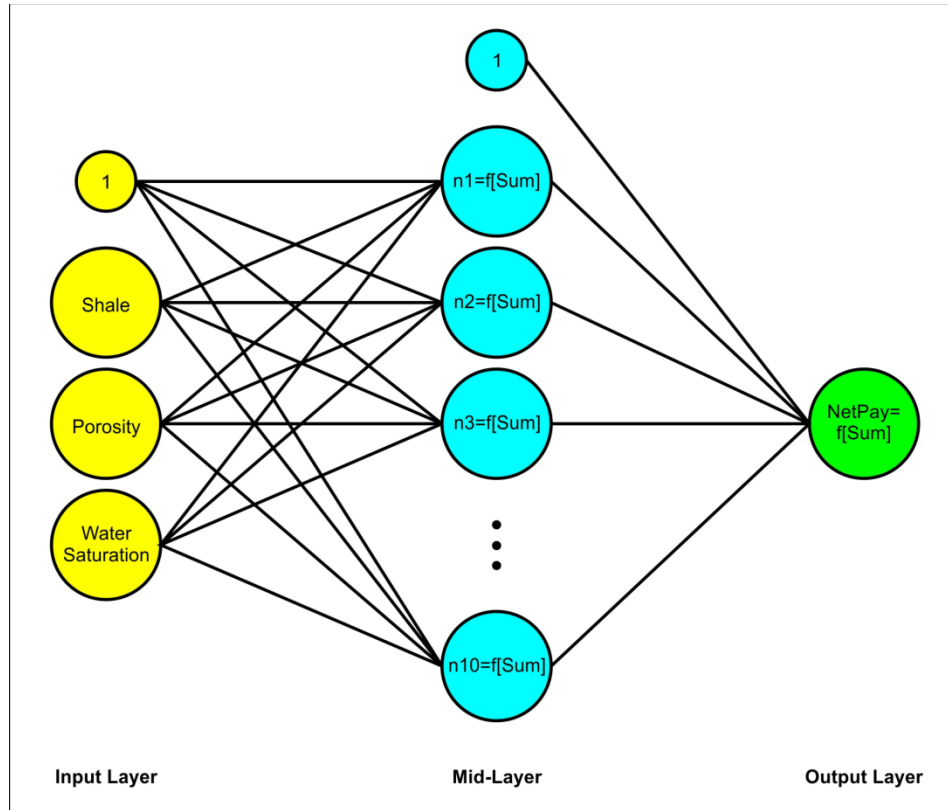 1
1
n1=f[Sum]
Shale
n2=f[Sum]
Porosity
n3=f[Sum]
NetPay=
f[Sum]
Water
Saturation
n10=f[Sum]
Input Layer
Mid-Layer
Output Layer